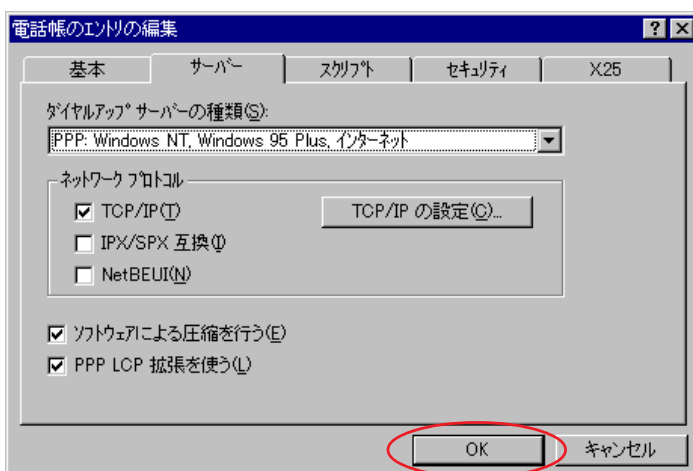 電話帳のエントリの編集
基本 サーバー スクリプト セキュリティ X.25
ダイヤルアップ サーバーの種類(S):
PPP: Windows NT, Windows 95 Plus, インターネット
ネットワーク プロトコル
TCP/IP(T) TCP/IP の設定(C)...
IPX/SPX 互換(I)
NetBEUI(N)
ソフトウェアによる圧縮を行う(E)
PPP LCP 拡張を使う(L)
OK キャンセル